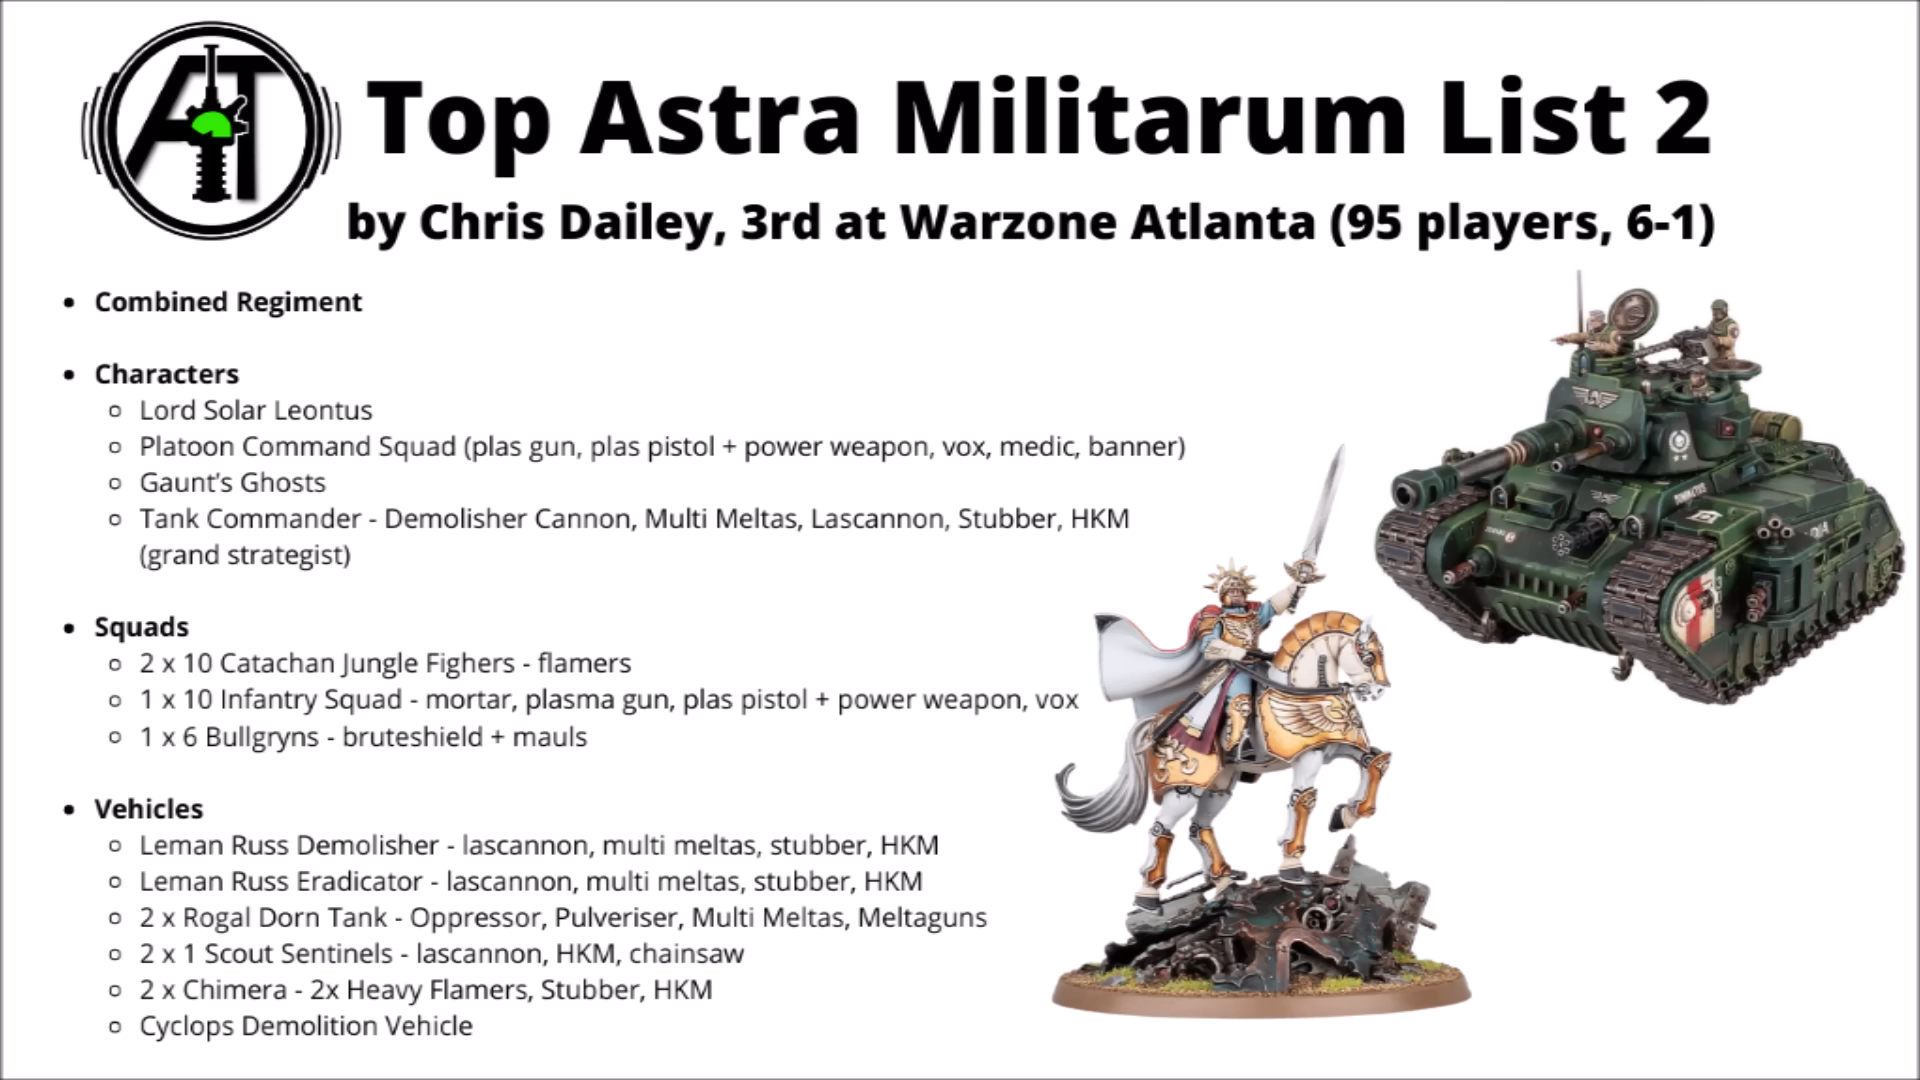 AT
Top Astra Militarum List 2
by Chris Dailey, 3rd at Warzone Atlanta (95 players, 6-1)
• Combined Regiment
• Characters
○ Lord Solar Leontus
○ Platoon Command Squad (plas gun, plas pistol + power weapon, vox, medic, banner)
○ Gaunt's Ghosts
○ Tank Commander - Demolisher Cannon, Multi Meltas, Lascannon, Stubber, HKM
(grand strategist)
• Squads
○ 2 x 10 Catachan Jungle Fighers - flamers
○ 1 x 10 Infantry Squad - mortar, plasma gun, plas pistol + power weapon, vox
○ 1 x 6 Bullgryns - bruteshield + mauls
• Vehicles
○ Leman Russ Demolisher - lascannon, multi meltas, stubber, HKM
○ Leman Russ Eradicator - lascannon, multi meltas, stubber, HKM
○ 2 x Rogal Dorn Tank - Oppressor, Pulveriser, Multi Meltas, Meltaguns
○ 2 x 1 Scout Sentinels - lascannon, HKM, chainsaw
○ 2 x Chimera - 2x Heavy Flamers, Stubber, HKM
○ Cyclops Demolition Vehicle